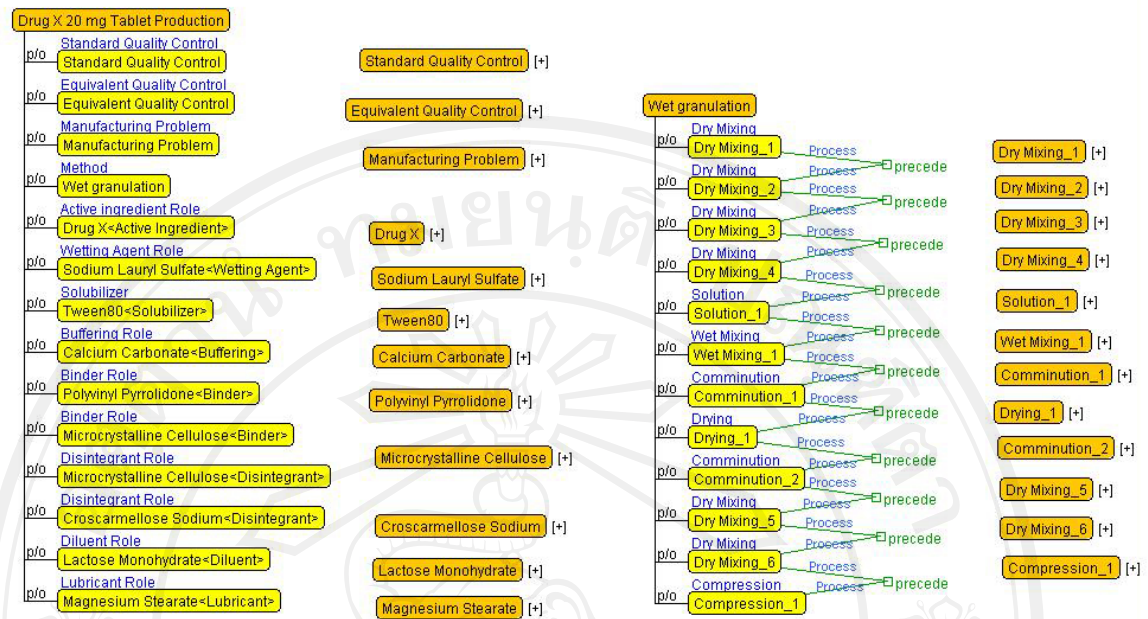 Drug X 20 mg Tablet Production
p/o Standard Quality Control
Standard Quality Control
p/o Equivalent Quality Control
Equivalent Quality Control
p/o Manufacturing Problem
Manufacturing Problem
p/o Method
Wet granulation
p/o Active ingredient Role
Drug X<Active Ingredient>
p/o Wetting Agent Role
Sodium Lauryl Sulfate<Wetting Agent>
p/o Solubilizer
Tween80<Solubilizer>
p/o Buffering Role
Calcium Carbonate<Buffering>
p/o Binder Role
Polyvinyl Pyrrolidone<Binder>
p/o Binder Role
Microcrystalline Cellulose<Binder>
p/o Disintegrant Role
Microcrystalline Cellulose<Disintegrant>
p/o Disintegrant Role
Croscarmellose Sodium<Disintegrant>
p/o Diluent Role
Lactose Monohydrate<Diluent>
p/o Lubricant Role
Magnesium Stearate<Lubricant>
Standard Quality Control [+]
Equivalent Quality Control [+]
Manufacturing Problem [+]
Drug X [+]
Sodium Lauryl Sulfate [+]
Tween80 [+]
Calcium Carbonate [+]
Polyvinyl Pyrrolidone [+]
Microcrystalline Cellulose [+]
Croscarmellose Sodium [+]
Lactose Monohydrate [+]
Magnesium Stearate [+]
Wet granulation
p/o Dry Mixing
Dry Mixing_1 Process
precede
p/o Dry Mixing Process
Dry Mixing_2 Process
precede
p/o Dry Mixing Process
Dry Mixing_3 Process
precede
p/o Dry Mixing Process
Dry Mixing_4 Process
precede
p/o Solution Process
Solution_1 Process
precede
p/o Wet Mixing Process
Wet Mixing_1 Process
precede
p/o Comminution Process
Comminution_1 Process
precede
p/o Drying
Drying_1 Process
precede
p/o Comminution Process
Comminution_2 Process
precede
p/o Dry Mixing Process
Dry Mixing_5 Process
precede
p/o Dry Mixing Process
Dry Mixing_6 Process
precede
p/o Compression Process
Compression_1
Dry Mixing_1 [+]
Dry Mixing_2 [+]
Dry Mixing_3 [+]
Dry Mixing_4 [+]
Solution_1 [+]
Wet Mixing_1 [+]
Comminution_1 [+]
Drying_1 [+]
Comminution_2 [+]
Dry Mixing_5 [+]
Dry Mixing_6 [+]
Compression_1 [+]